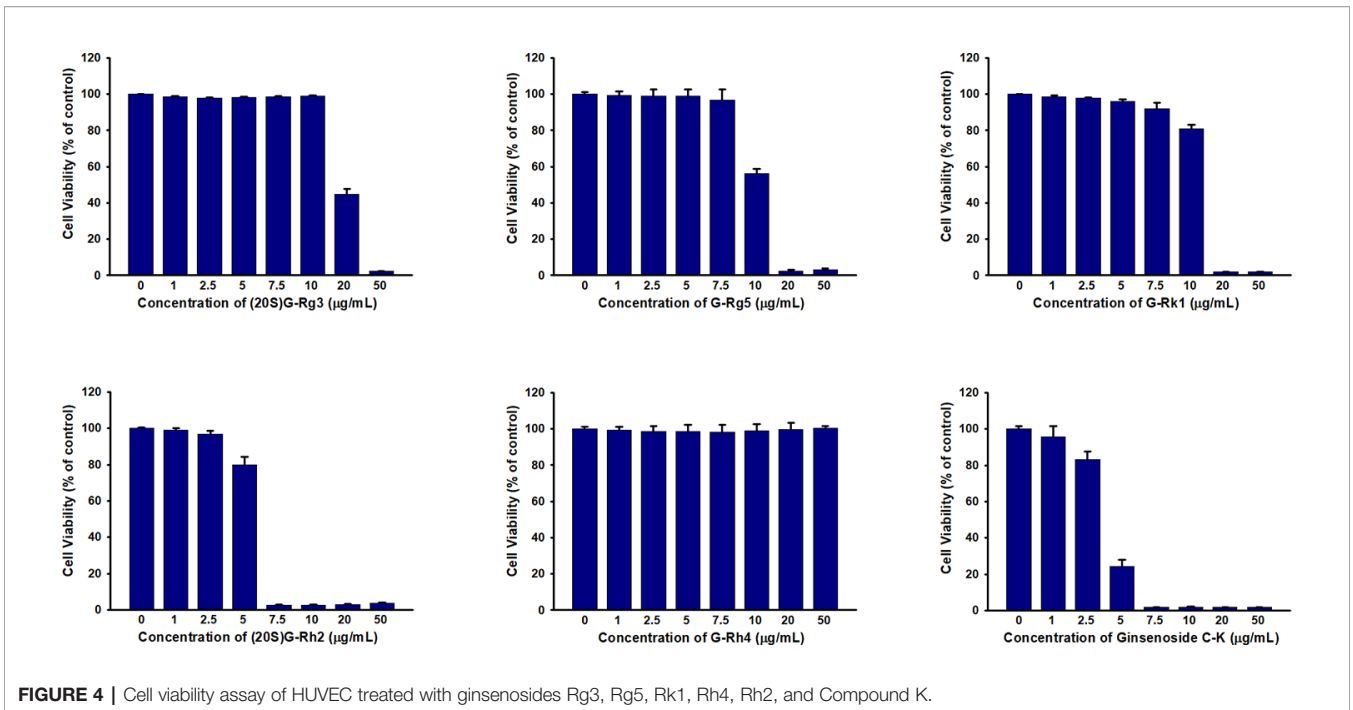 120
100
80
60
40
20
0
Cell Viability (% of control)
0 1 2.5 5 7.5 10 20 50
Concentration of (20S)G-Rg3 (µg/mL)
120
100
80
60
40
20
0
Cell Viability (% of control)
0 1 2.5 5 7.5 10 20 50
Concentration of G-Rg5 (µg/mL)
120
100
80
60
40
20
0
Cell Viability (% of control)
0 1 2.5 5 7.5 10 20 50
Concentration of G-Rk1 (µg/mL)
120
100
80
60
40
20
0
Cell Viability (% of control)
0 1 2.5 5 7.5 10 20 50
Concentration of (20S)G-Rh2 (µg/mL)
120
100
80
60
40
20
0
Cell Viability (% of control)
0 1 2.5 5 7.5 10 20 50
Concentration of G-Rh4 (µg/mL)
120
100
80
60
40
20
0
Cell Viability (% of control)
0 1 2.5 5 7.5 10 20 50
Concentration of Ginsenoside C-K (µg/mL)
FIGURE 4 | Cell viability assay of HUVEC treated with ginsenosides Rg3, Rg5, Rk1, Rh4, Rh2, and Compound K.